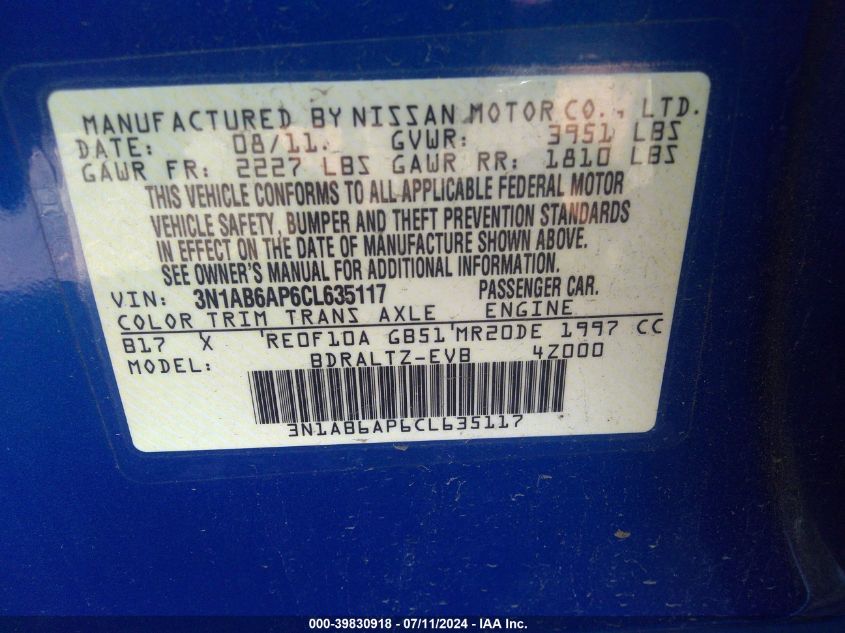 MANUFACTURED BY NISSAN MOTOR CO., LTD.
DATE: 08/11. GVWR: 3951 LBS
GAWR FR: 2227 LBS GAWR RR: 1810 LBS
THIS VEHICLE CONFORMS TO ALL APPLICABLE FEDERAL MOTOR
VEHICLE SAFETY, BUMPER AND THEFT PREVENTION STANDARDS
IN EFFECT ON THE DATE OF MANUFACTURE SHOWN ABOVE.
SEE OWNER'S MANUAL FOR ADDITIONAL INFORMATION.
VIN: 3N1AB6AP6CL635117 PASSENGER CAR.
COLOR TRIM TRANS AXLE ENGINE
B17 X 'RE0F10A GB51'MR20DE 1997 CC
MODEL: BDRALTZ-EVB 4Z000
3N1AB6AP6CL635117
000-39830918 - 07/11/2024 - IAA Inc.